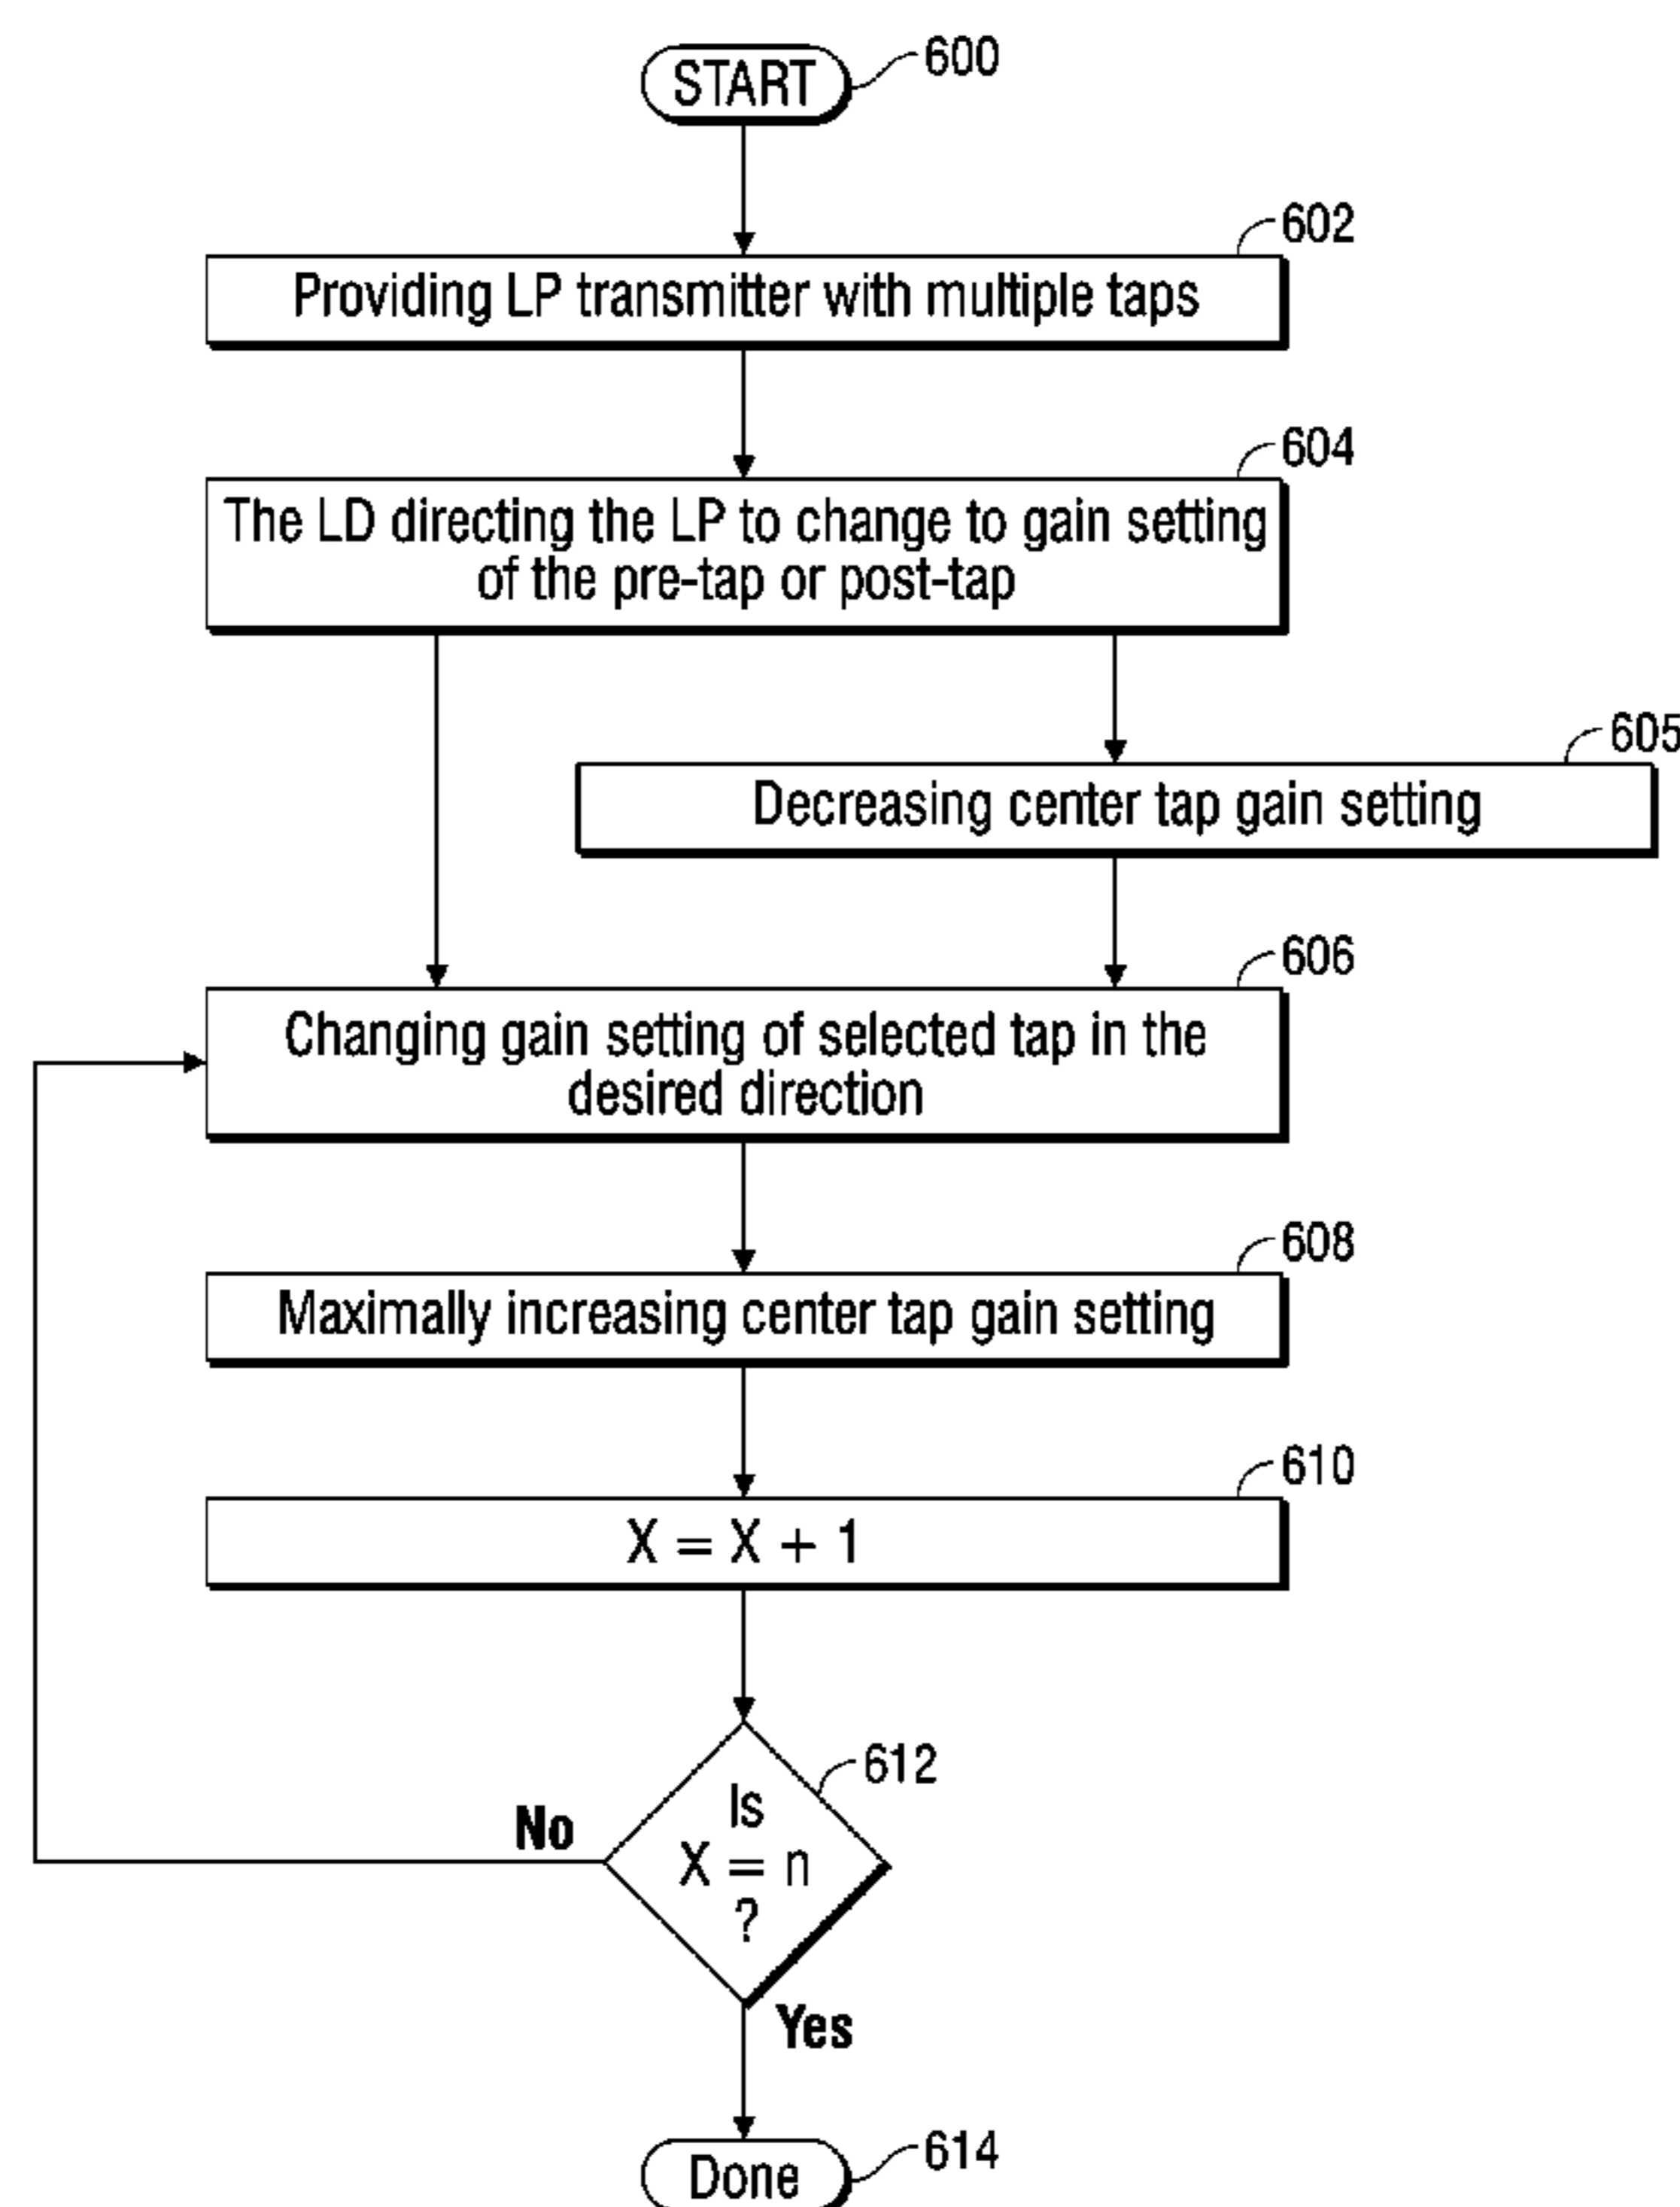 START
600
602
Providing LP transmitter with multiple taps
604
The LD directing the LP to change to gain setting
of the pre-tap or post-tap
605
Decreasing center tap gain setting
606
Changing gain setting of selected tap in the
desired direction
608
Maximally increasing center tap gain setting
610
X = X + 1
612
Is
X = n
?
No
Yes
Done
614